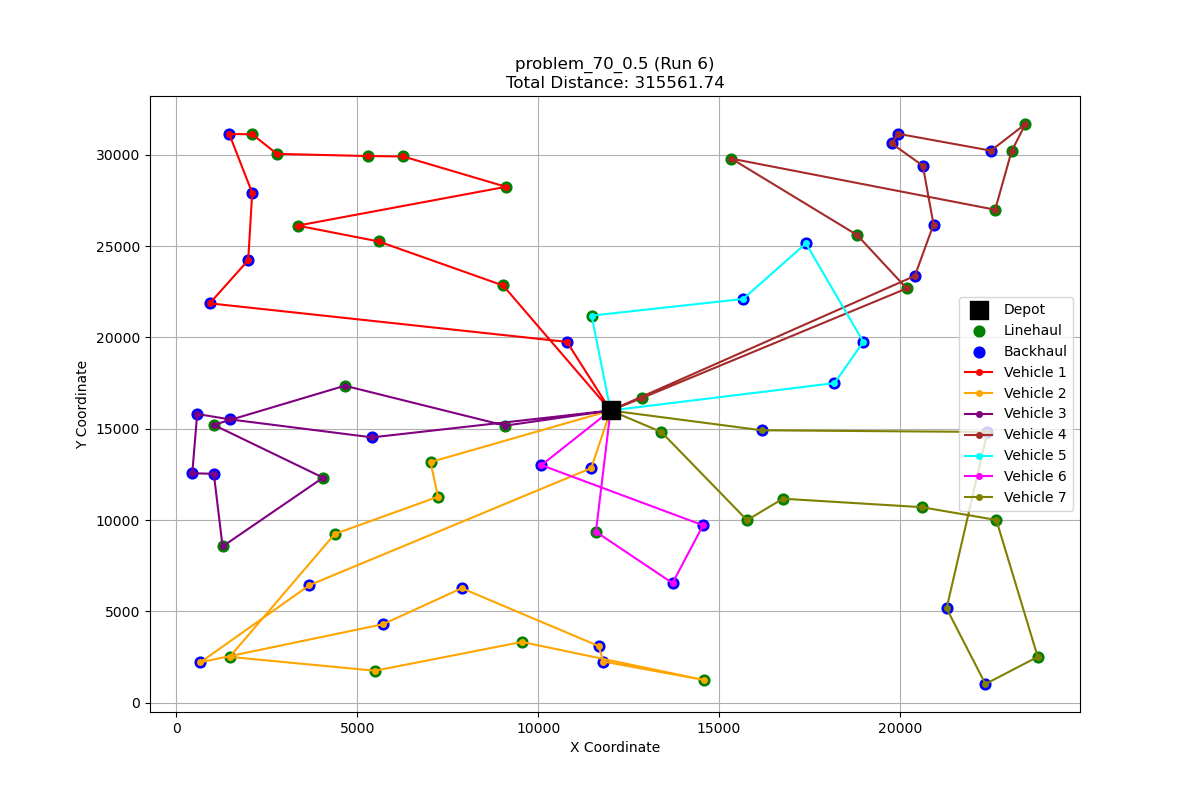 problem_70_0.5 (Run 6)
Total Distance: 315561.74
Y Coordinate
30000
25000
20000
15000
10000
5000
0
0 5000 10000 15000 20000
X Coordinate
Depot
Linehaul
Backhaul
Vehicle 1
Vehicle 2
Vehicle 3
Vehicle 4
Vehicle 5
Vehicle 6
Vehicle 7